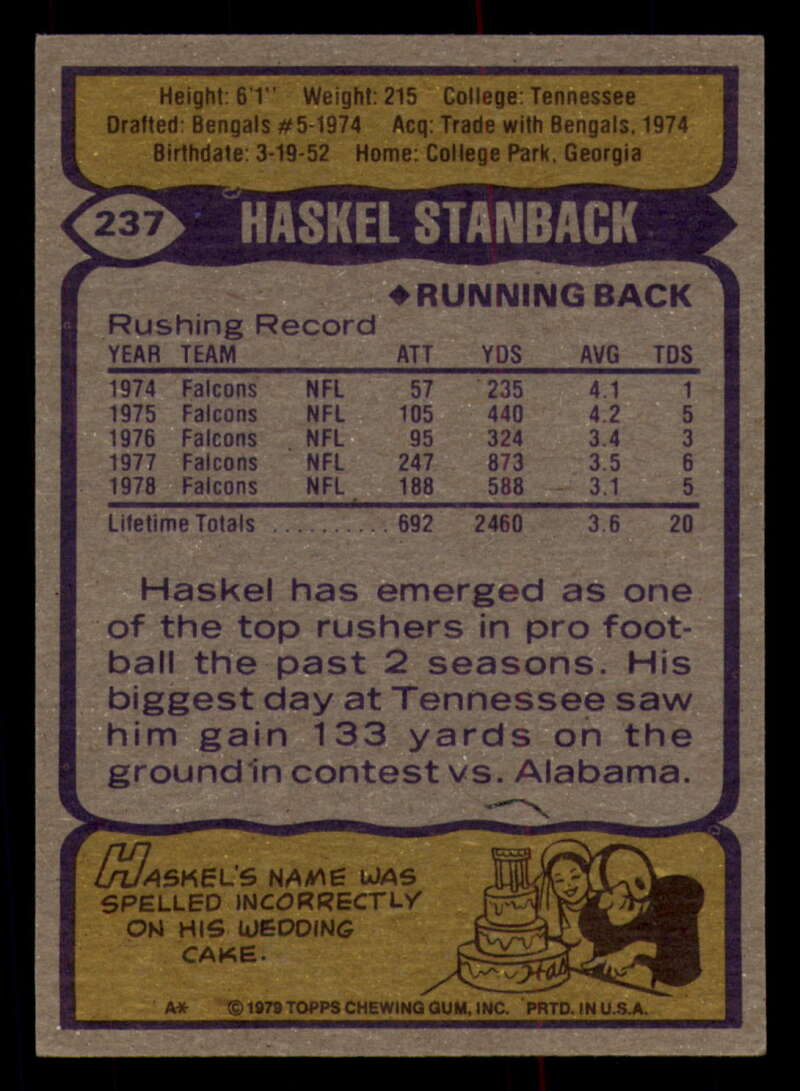 Height: 6'1" Weight: 215 College: Tennessee
Drafted: Bengals #5-1974 Acq: Trade with Bengals, 1974
Birthdate: 3-19-52 Home: College Park, Georgia
237 HASKEL STANBACK
♦RUNNING BACK
Rushing Record
YEAR TEAM ATT YDS AVG TDS
1974 Falcons NFL 57 235 4.1 1
1975 Falcons NFL 105 440 4.2 5
1976 Falcons NFL 95 324 3.4 3
1977 Falcons NFL 247 873 3.5 6
1978 Falcons NFL 188 588 3.1 5
Lifetime Totals .......... 692 2460 3.6 20
Haskel has emerged as one
of the top rushers in pro foot-
ball the past 2 seasons. His
biggest day at Tennessee saw
him gain 133 yards on the
ground in contest vs. Alabama.
HASKEL'S NAME WAS
SPELLED INCORRECTLY
ON HIS WEDDING
CAKE.
A* ©1979 TOPPS CHEWING GUM, INC. PRTD. IN U.S.A.